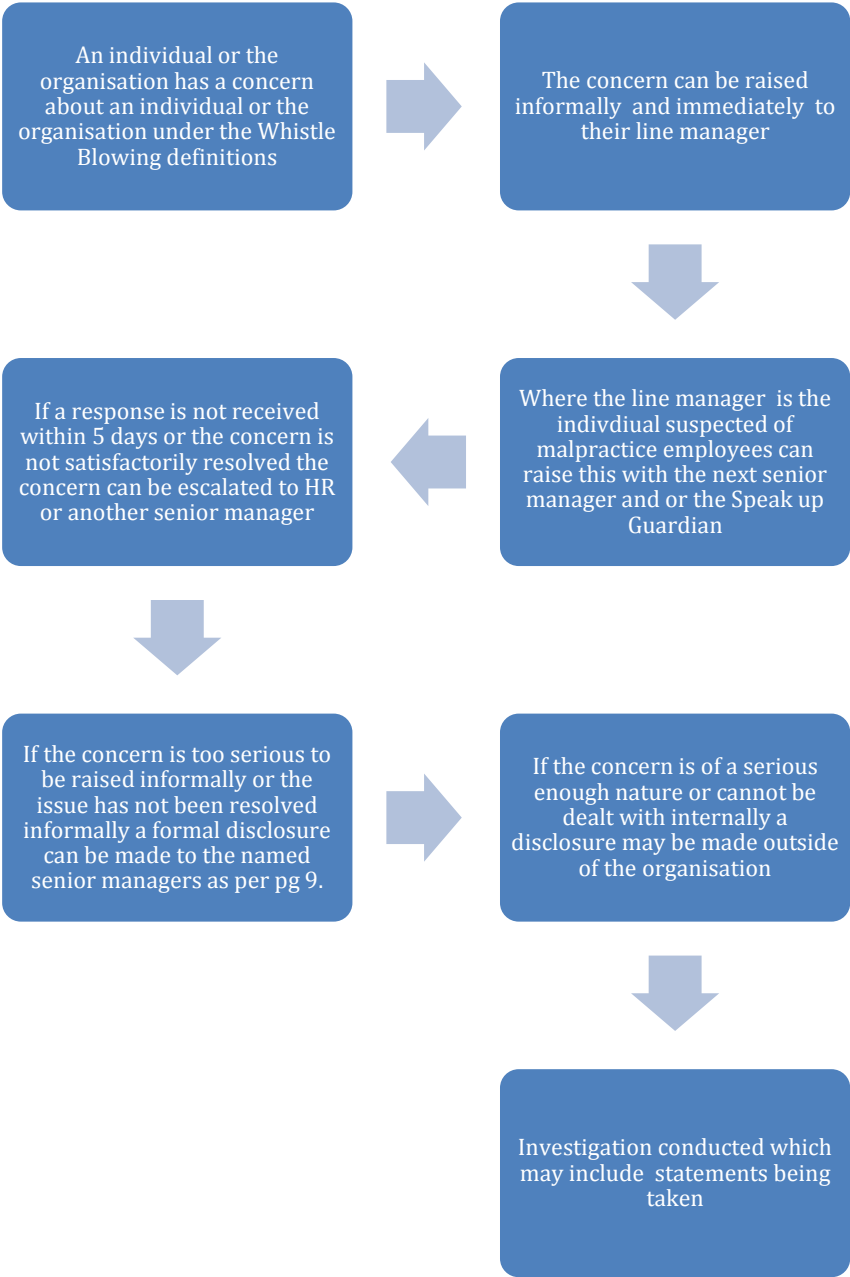 An individual or the
organisation has a concern
about an individual or the
organisation under the Whistle
Blowing definitions
The concern can be raised
informally  and immediately  to
their line manager
Where the line manager  is the
indivdiual suspected of
malpractice employees can
raise this with the next senior
manager and or the Speak up
Guardian
If a response is not received
within 5 days or the concern is
not satisfactorily resolved the
concern can be escalated to HR
or another senior manager
If the concern is too serious to
be raised informally or the
issue has not been resolved
informally a formal disclosure
can be made to the named
senior managers as per pg 9.
If the concern is of a serious
enough nature or cannot be
dealt with internally a
disclosure may be made outside
of the organisation
Investigation conducted which
may include  statements being
taken